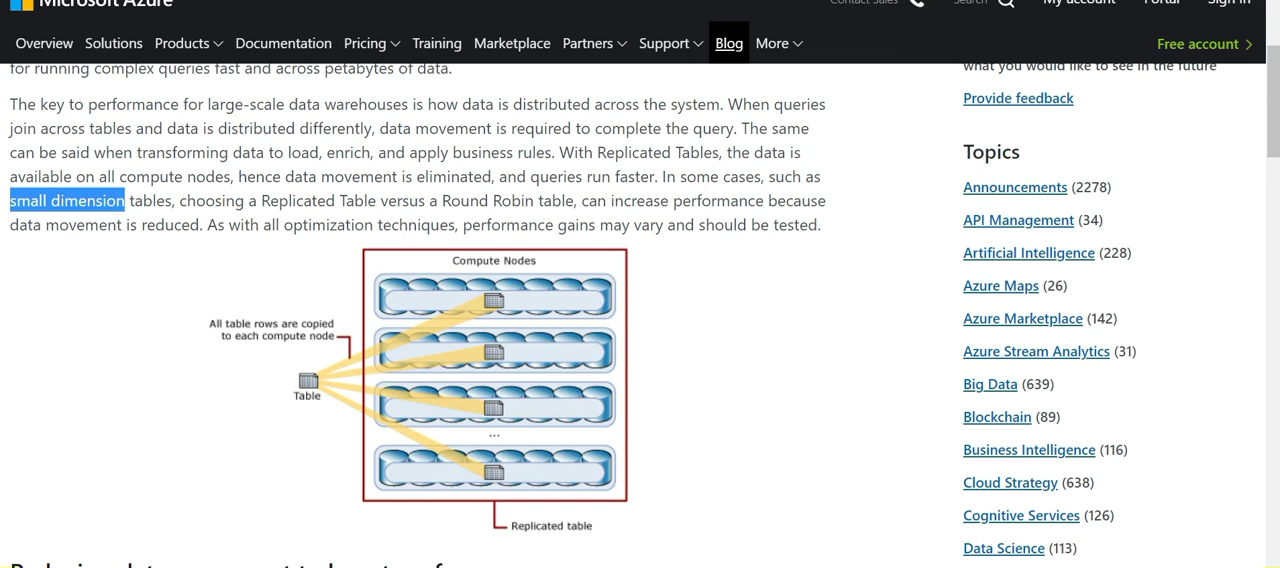 Microsoft Azure
Contact Sales
Search
My account
Portal
Sign in
Overview
Solutions
Products
Documentation
Pricing
Training
Marketplace
Partners
Support
Blog
More
Free account
for running complex queries fast and across petabytes of data.
The key to performance for large-scale data warehouses is how data is distributed across the system. When queries
join across tables and data is distributed differently, data movement is required to complete the query. The same
can be said when transforming data to load, enrich, and apply business rules. With Replicated Tables, the data is
available on all compute nodes, hence data movement is eliminated, and queries run faster. In some cases, such as
small dimension tables, choosing a Replicated Table versus a Round Robin table, can increase performance because
data movement is reduced. As with all optimization techniques, performance gains may vary and should be tested.
Compute Nodes
All table rows are copied
to each compute node
Table
...
Replicated table
what you would like to see in the future
Provide feedback
Topics
Announcements (2278)
API Management (34)
Artificial Intelligence (228)
Azure Maps (26)
Azure Marketplace (142)
Azure Stream Analytics (31)
Big Data (639)
Blockchain (89)
Business Intelligence (116)
Cloud Strategy (638)
Cognitive Services (126)
Data Science (113)